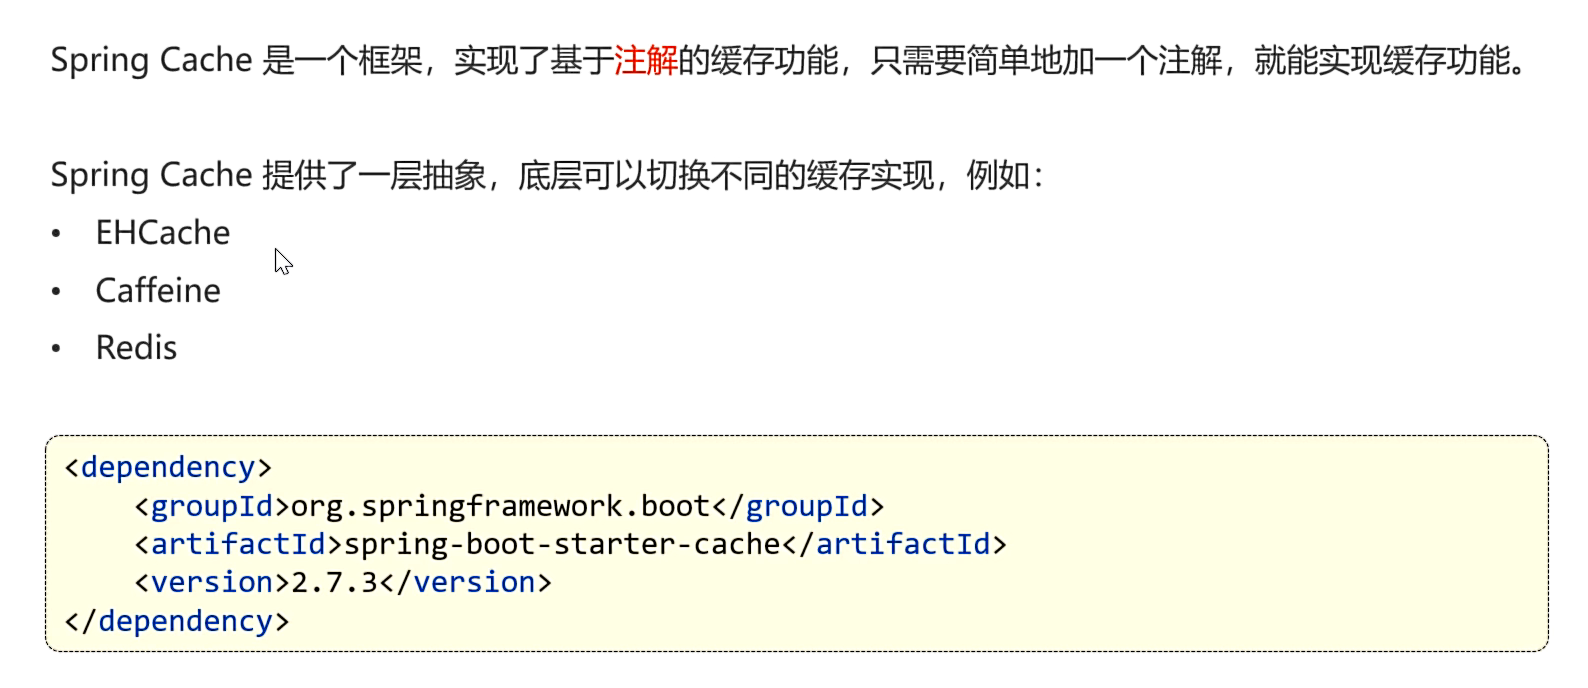 Spring Cache 是一个框架，实现了基于注解的缓存功能，只需要简单地加一个注解，就能实现缓存功能。
Spring Cache 提供了一层抽象，底层可以切换不同的缓存实现，例如：
• EHCache
• Caffeine
• Redis
<dependency>
    <groupId>org.springframework.boot</groupId>
    <artifactId>spring-boot-starter-cache</artifactId>
    <version>2.7.3</version>
</dependency>